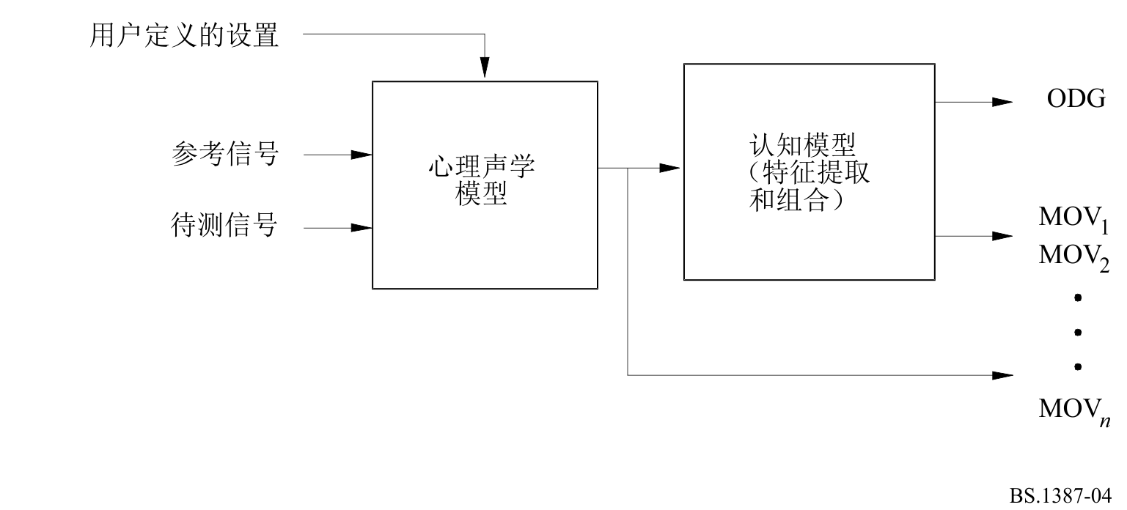 用户定义的设置
参考信号
待测信号
心理声学
模型
认知模型
（特征提取
和组合）
ODG
MOV1
MOV2
MOVn
BS.1387-04